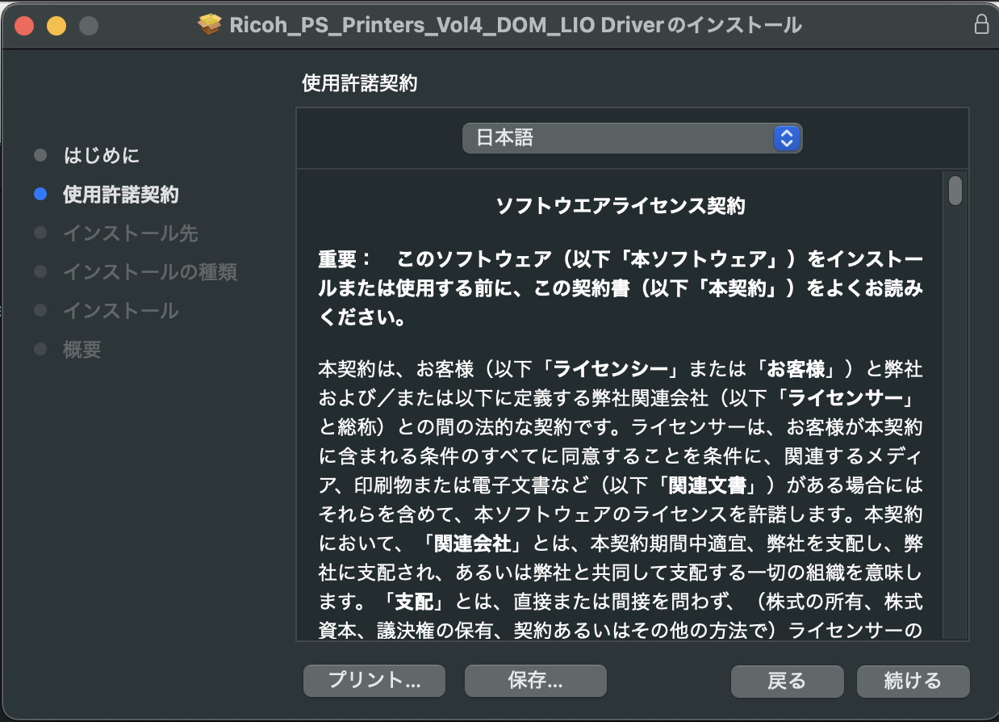 Ricoh_PS_Printers_Vol4_DOM_LIO Driverのインストール
使用許諾契約
はじめに
使用許諾契約
インストール先
インストールの種類
インストール
概要
日本語
ソフトウエアライセンス契約
重要：　このソフトウェア（以下「本ソフトウェア」）をインストー
ルまたは使用する前に、この契約書（以下「本契約」）をよくお読み
ください。
本契約は、お客様（以下「ライセンシー」または「お客様」）と弊社
および／または以下に定義する弊社関連会社（以下「ライセンサー」
と総称）との間の法的な契約です。ライセンサーは、お客様が本契約
に含まれる条件のすべてに同意することを条件に、関連するメディ
ア、印刷物または電子文書など（以下「関連文書」）がある場合には
それらを含めて、本ソフトウェアのライセンスを許諾します。本契約
において、「関連会社」とは、本契約期間中適宜、弊社を支配し、弊
社に支配され、あるいは弊社と共同して支配する一切の組織を意味し
ます。「支配」とは、直接または間接を問わず、（株式の所有、株式
資本、議決権の保有、契約あるいはその他の方法で）ライセンサーの
プリント...
保存...
戻る
続ける